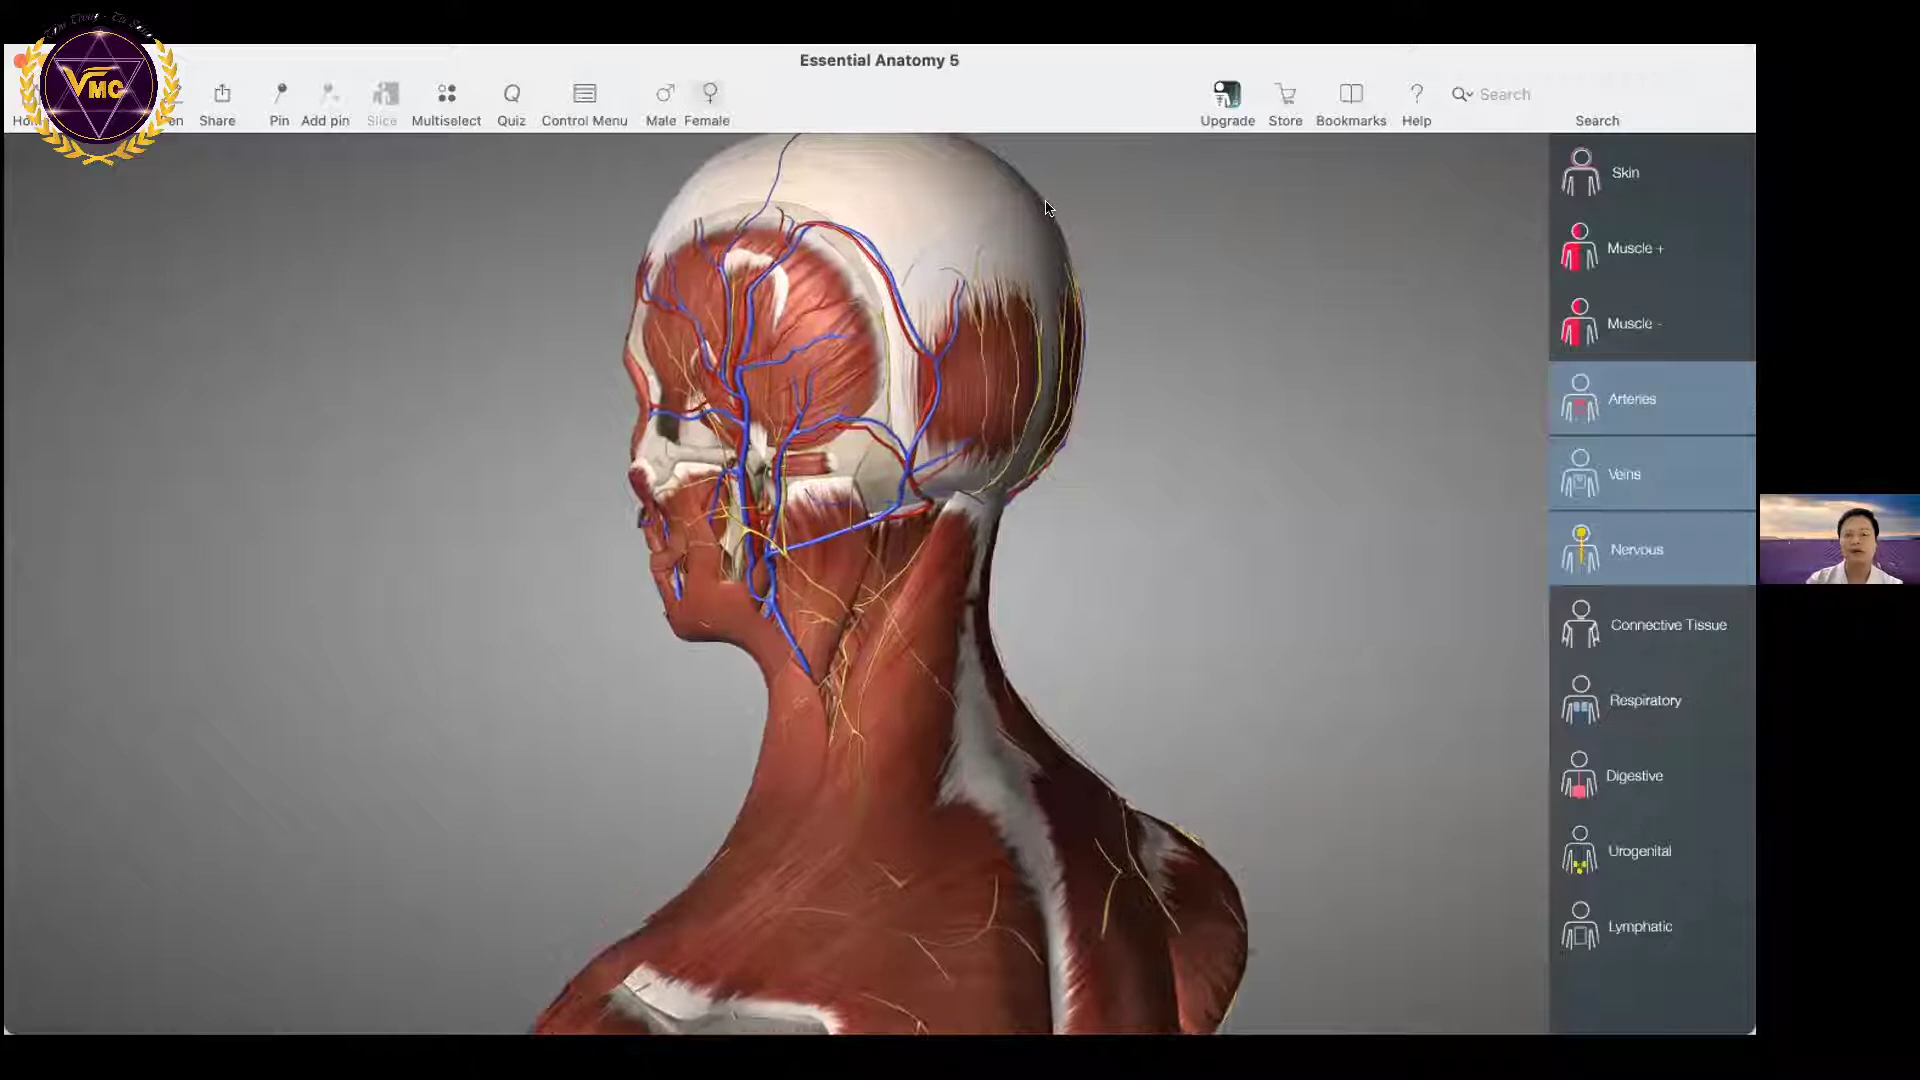 Essential Anatomy 5
VMC
Share
Pin
Add pin
Slice
Multiselect
Quiz
Control Menu
Male
Female
Upgrade
Store
Bookmarks
Help
Search
Search
Skin
Muscle +
Muscle -
Arteries
Veins
Nervous
Connective Tissue
Respiratory
Digestive
Urogenital
Lymphatic